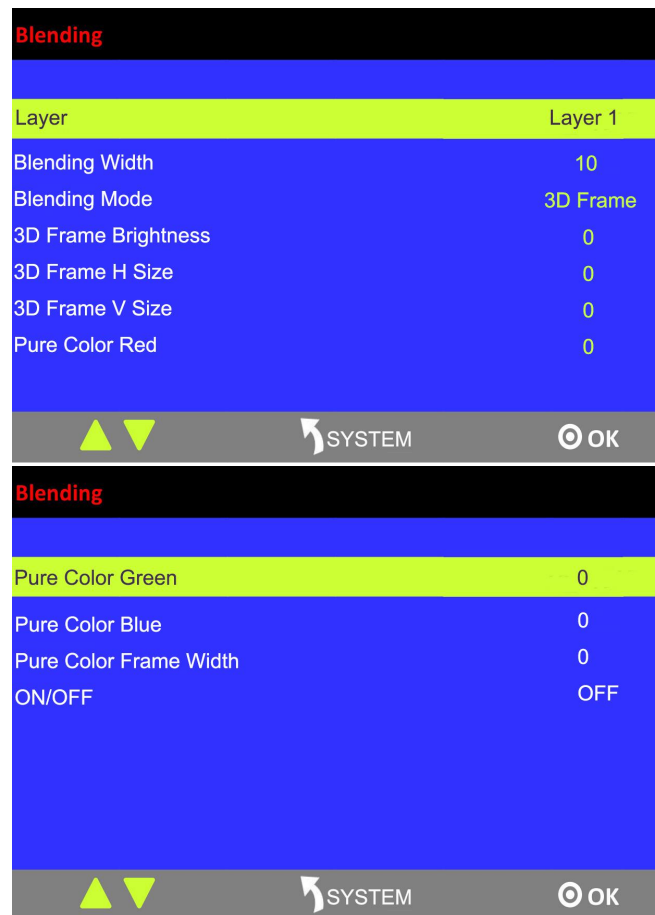 Blending
Layer Layer 1
Blending Width 10
Blending Mode 3D Frame
3D Frame Brightness 0
3D Frame H Size 0
3D Frame V Size 0
Pure Color Red 0
SYSTEM OK
Blending
Pure Color Green 0
Pure Color Blue 0
Pure Color Frame Width 0
ON/OFF OFF
SYSTEM OK